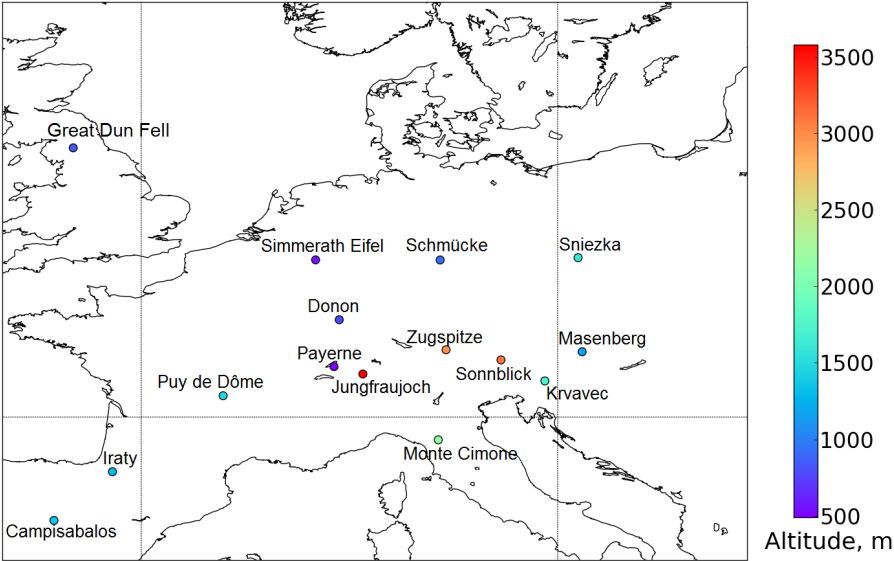 Great Dun Fell
Simmerath Eifel
Schmücke
Sniezka
Donon
Zugspitze
Masenberg
Payerne
Jungfraujoch
Sonnblick
Puy de Dôme
Krvavec
Iraty
Monte Cimone
Campisabalos
3500
3000
2500
2000
1500
1000
500
Altitude, m